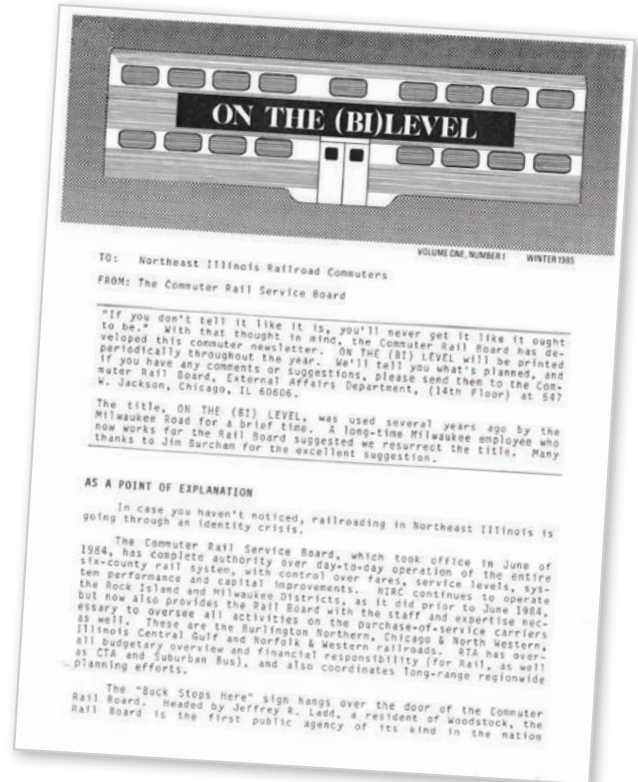 ON THE (BI)LEVEL
VOLUME ONE, NUMBER I WINTER 1985
TO: Northeast Illinois Railroad Commuters
FROM: The Commuter Rail Service Board
"If you don't tell it like it is, you'll never get it like it ought
to be." With that thought in mind, the Commuter Rail Board has de-
veloped this commuter newsletter. ON THE (BI) LEVEL will be printed
periodically throughout the year. We'll tell you what's planned, and
if you have any comments or suggestions, please send them to the Com-
muter Rail Board, External Affairs Department, (14th Floor) at 547
W. Jackson, Chicago, IL 60606.
The title, ON THE (BI) LEVEL, was used several years ago by the
Milwaukee Road for a brief time. A long-time Milwaukee employee who
now works for the Rail Board suggested we resurrect the title. Many
thanks to Jim Burcham for the excellent suggestion.
AS A POINT OF EXPLANATION
In case you haven't noticed, railroading in Northeast Illinois is
going through an identity crisis.
The Commuter Rail Service Board, which took office in June of
1984, has complete authority over day-to-day operation of the entire
six-county rail system, with control over fares, service levels, sys-
tem performance and capital improvements. NIRC continues to operate
the Rock Island and Milwaukee Districts, as it did prior to June 1984,
but now also provides the Rail Board with the staff and expertise nec-
essary to oversee all activities on the purchase-of-service carriers
as well. These are the Burlington Northern, Chicago & North Western,
Illinois Central Gulf and Norfolk & Western railroads. RTA has over-
all budgetary overview and financial responsibility (for Rail, as well
as CTA and Suburban Bus), and also coordinates long-range regionwide
planning efforts.
The "Buck Stops Here" sign hangs over the door of the Commuter
Rail Board. Headed by Jeffrey R. Ladd, a resident of Woodstock, the
Rail Board is the first public agency of its kind in the nation